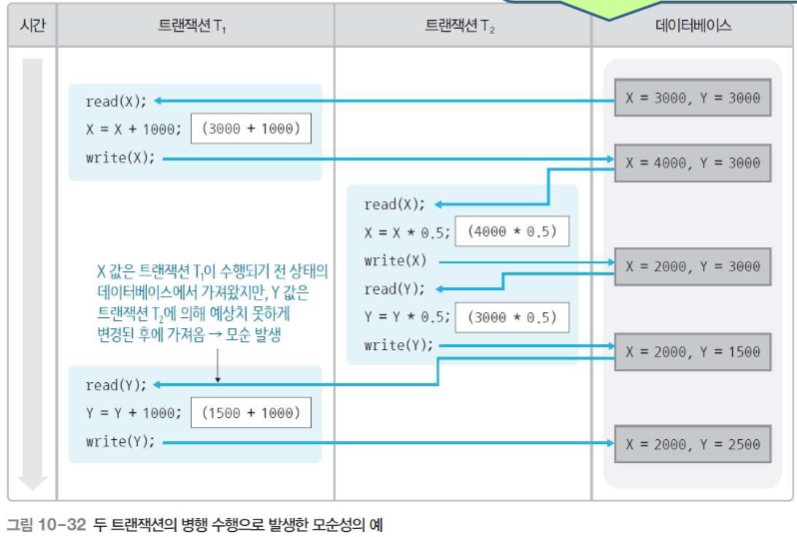 시간 트랜잭션 T₁ 트랜잭션 T₂ 데이터베이스
X = 3000, Y = 3000
read(X);
X = X + 1000; (3000 + 1000)
write(X);
X = 4000, Y = 3000
read(X);
X = X * 0.5; (4000 * 0.5)
write(X)
X = 2000, Y = 3000
read(Y);
Y = Y * 0.5; (3000 * 0.5)
write(Y);
X = 2000, Y = 1500
X 값은 트랜잭션 T₁이 수행되기 전 상태의
데이터베이스에서 가져왔지만, Y 값은
트랜잭션 T₂에 의해 예상치 못하게
변경된 후에 가져옴 → 모순 발생
read(Y);
Y = Y + 1000; (1500 + 1000)
write(Y);
X = 2000, Y = 2500
그림 10-32 두 트랜잭션의 병행 수행으로 발생한 모순성의 예